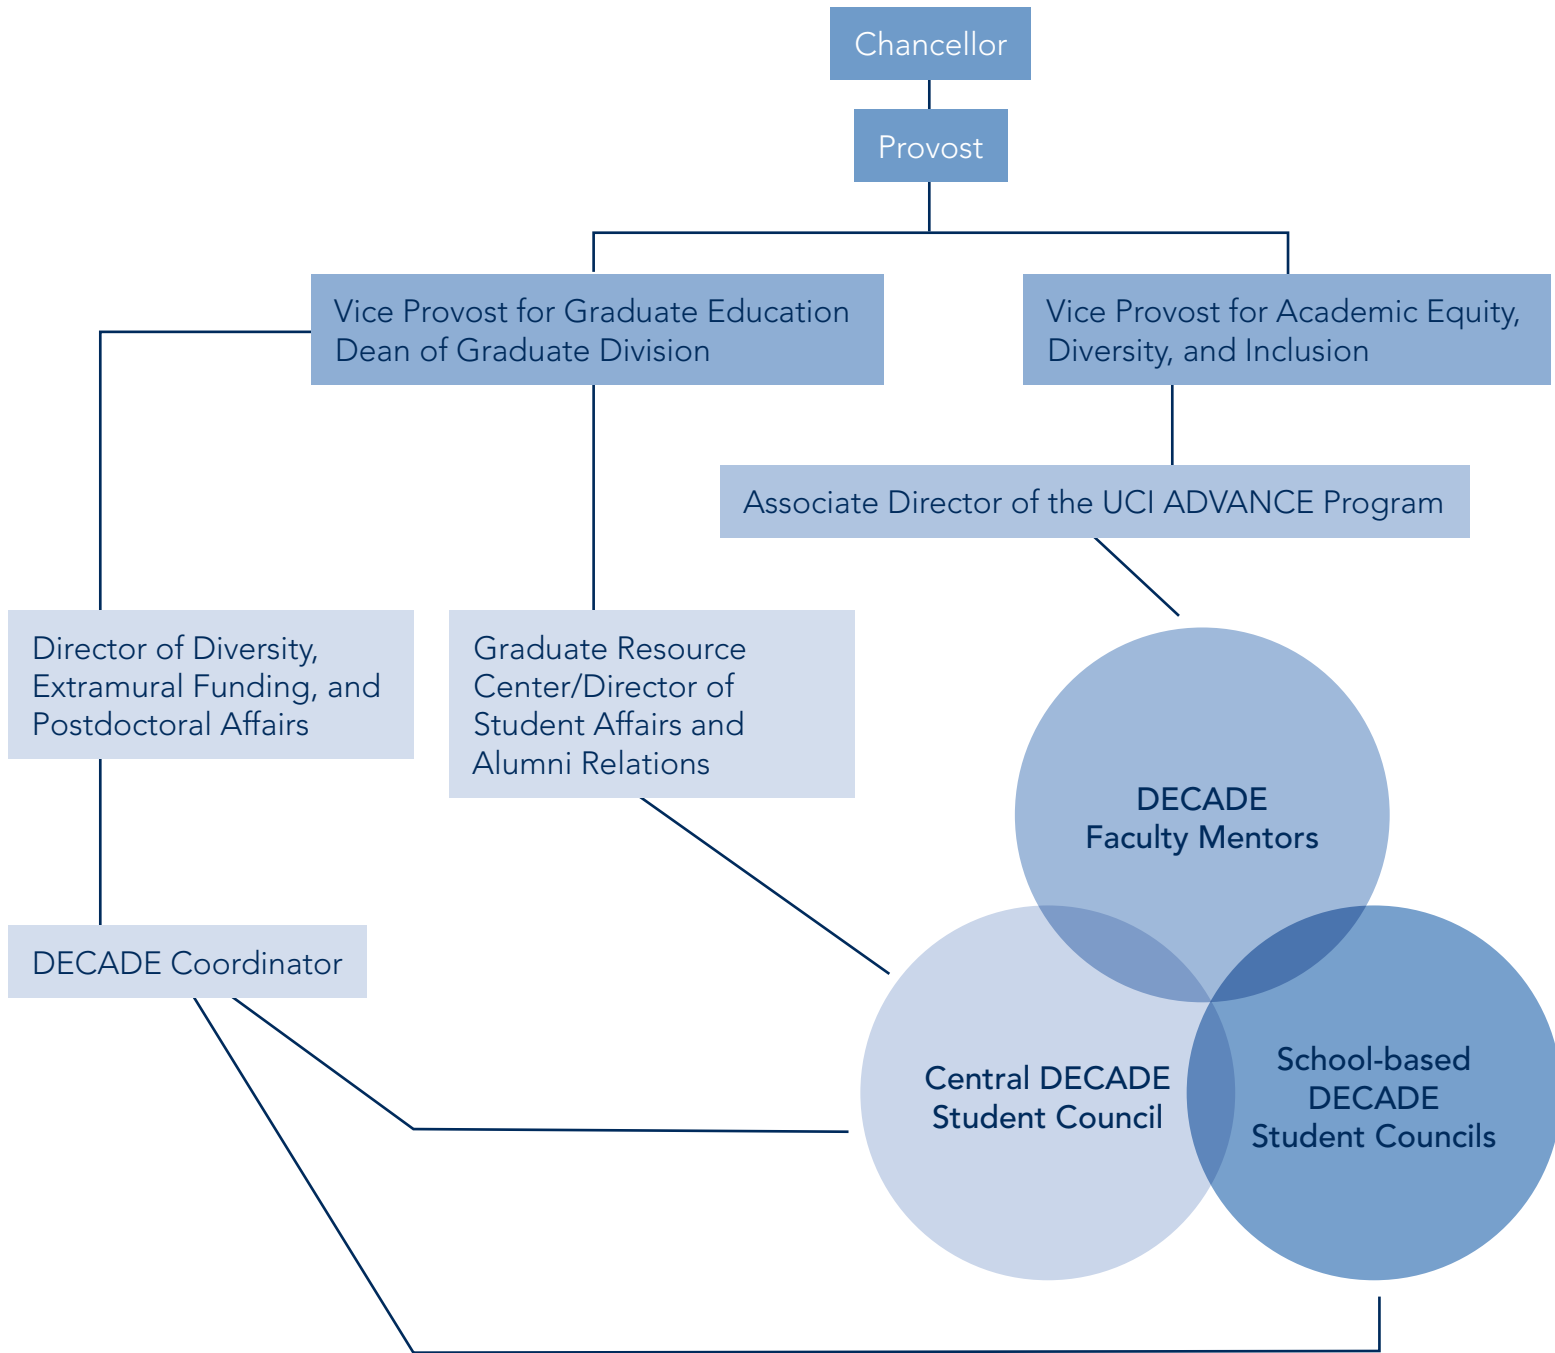 Chancellor
Provost
Vice Provost for Graduate Education
Dean of Graduate Division
Vice Provost for Academic Equity,
Diversity, and Inclusion
Associate Director of the UCI ADVANCE Program
Director of Diversity,
Extramural Funding, and
Postdoctoral Affairs
Graduate Resource
Center/Director of
Student Affairs and
Alumni Relations
DECADE
Faculty Mentors
DECADE Coordinator
Central DECADE
Student Council
School-based
DECADE
Student Councils